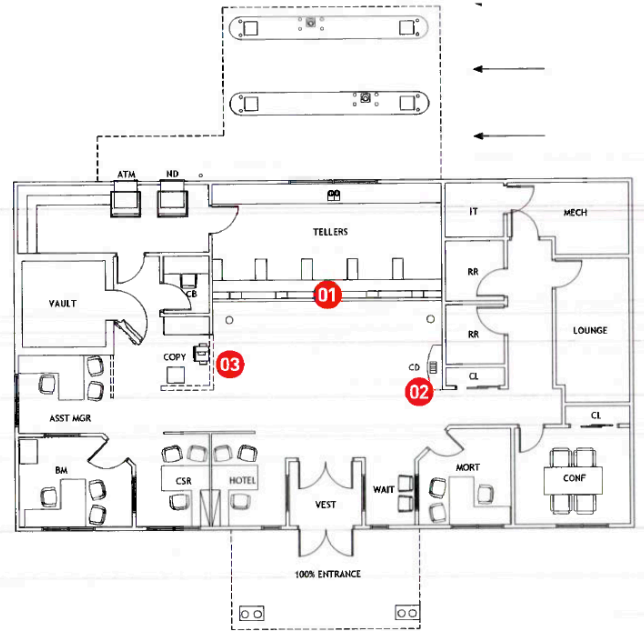 ATM
ND
IT
MECH
TELLERS
RR
CB
VAULT
01
LOUNGE
RR
COPY
03
CD
CL
02
ASST MGR
CL
BM
CSR
HOTEL
WAIT
MORT
CONF
VEST
100% ENTRANCE